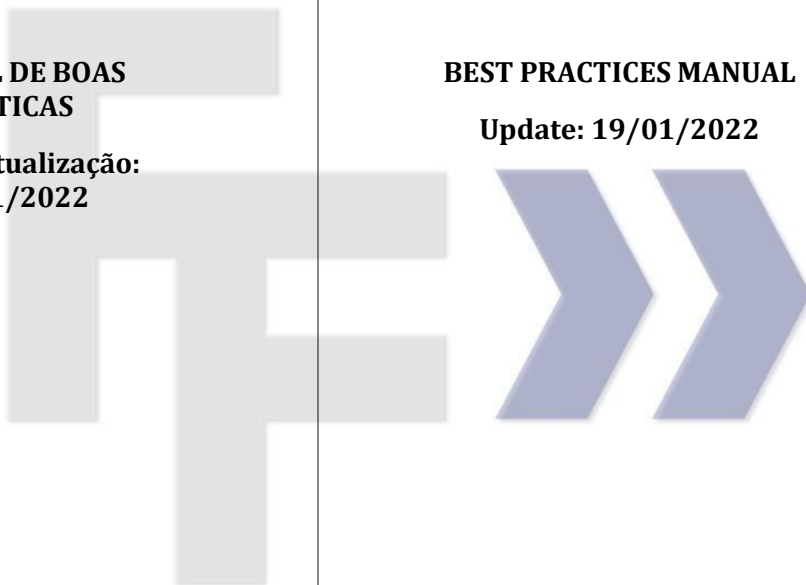 DE BOAS
TICAS
tualização:
/2022
BEST PRACTICES MANUAL
Update: 19/01/2022